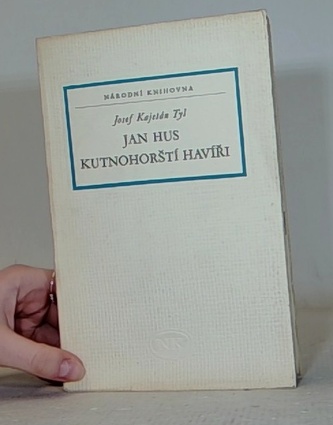 NÁRODNÍ KNIHOVNA
Josef Kajetán Tyl
JAN HUS
KUTNOHORŠTÍ HAVÍŘI